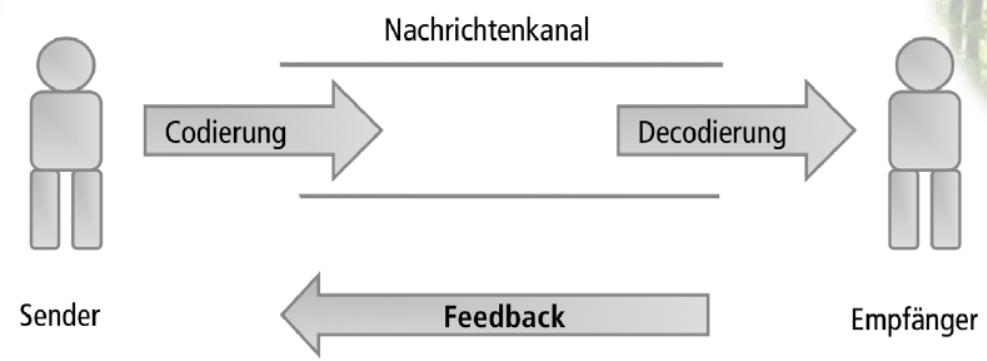 Nachrichtenkanal
Codierung
Decodierung
Sender
Feedback
Empfänger